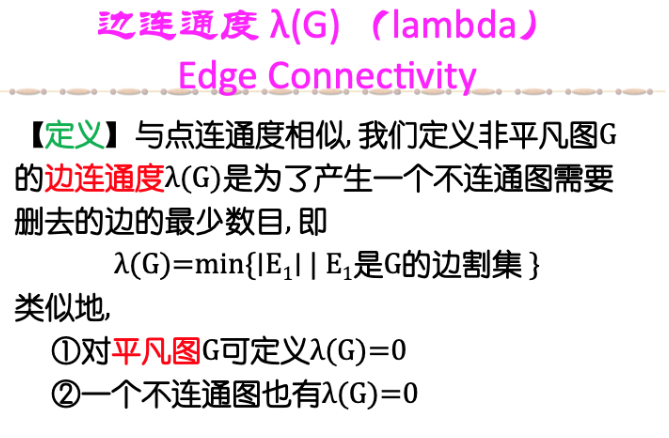 边连通度 λ(G) （lambda）
Edge Connectivity
【定义】与点连通度相似, 我们定义非平凡图G
的边连通度λ(G)是为了产生一个不连通图需要
删去的边的最少数目, 即
λ(G)=min{|E₁| | E₁是G的边割集 }
类似地,
①对平凡图G可定义λ(G)=0
②一个不连通图也有λ(G)=0